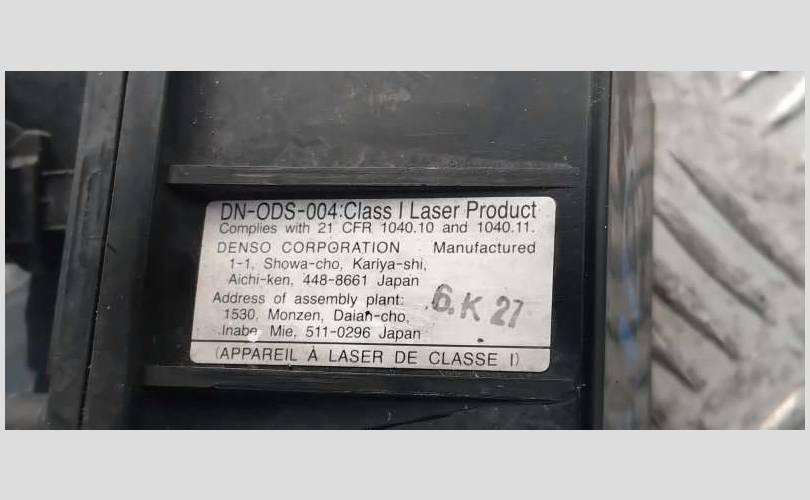 DN-ODS-004:Class I Laser Product
Complies with 21 CFR 1040.10 and 1040.11.
DENSO CORPORATION Manufactured
1-1, Showa-cho, Kariya-shi,
Aichi-ken, 448-8661 Japan
Address of assembly plant:
6.K 27
1530, Monzen, Daian-cho,
Inabe, Mie, 511-0296 Japan
(APPAREIL À LASER DE CLASSE I)